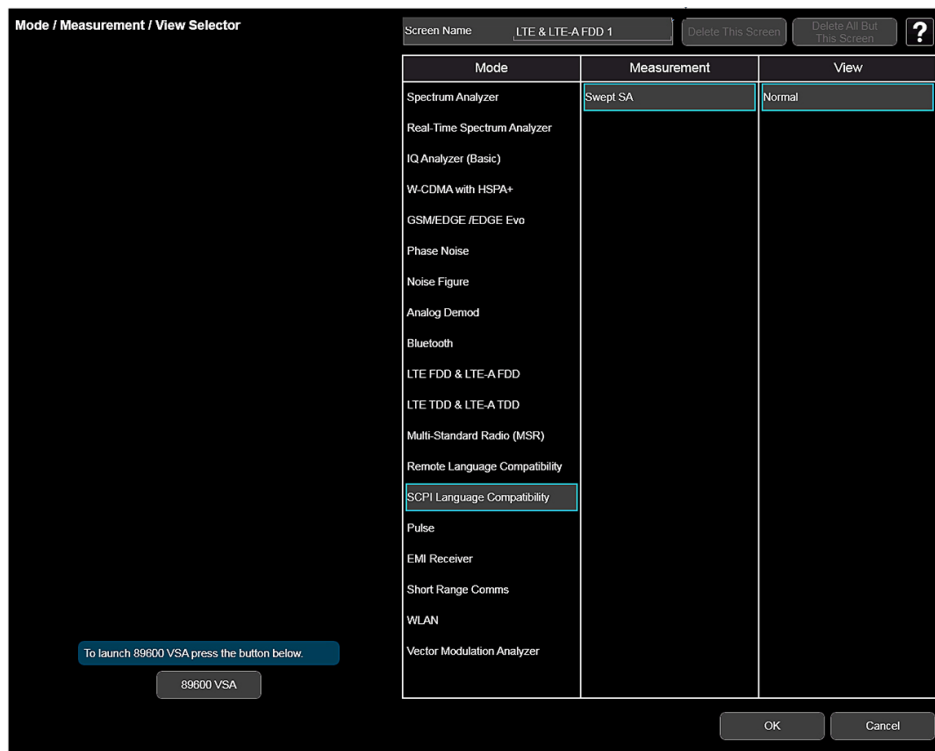 Mode / Measurement / View Selector
Screen Name LTE & LTE-A FDD 1 Delete This Screen Delete All But
This Screen ?
Mode Measurement View
Spectrum Analyzer Swept SA Normal
Real-Time Spectrum Analyzer
IQ Analyzer (Basic)
W-CDMA with HSPA+
GSM/EDGE /EDGE Evo
Phase Noise
Noise Figure
Analog Demod
Bluetooth
LTE FDD & LTE-A FDD
LTE TDD & LTE-A TDD
Multi-Standard Radio (MSR)
Remote Language Compatibility
SCPI Language Compatibility
Pulse
EMI Receiver
Short Range Comms
WLAN
Vector Modulation Analyzer
To launch 89600 VSA press the button below.
89600 VSA
OK Cancel